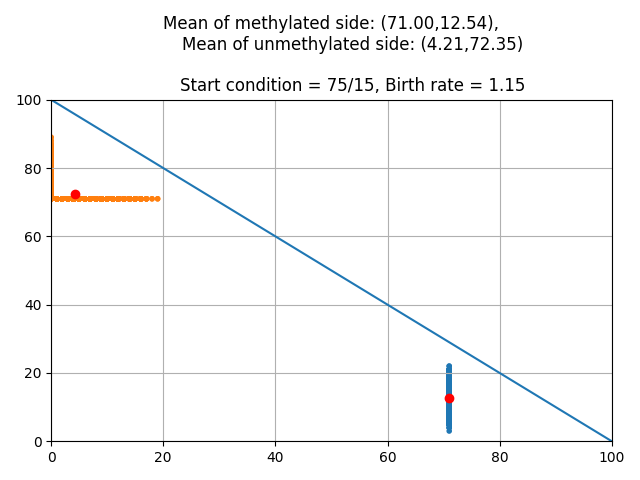 Mean of methylated side: (71.00,12.54),
Mean of unmethylated side: (4.21,72.35)
Start condition = 75/15, Birth rate = 1.15
100
80
60
40
20
0
0 20 40 60 80 100